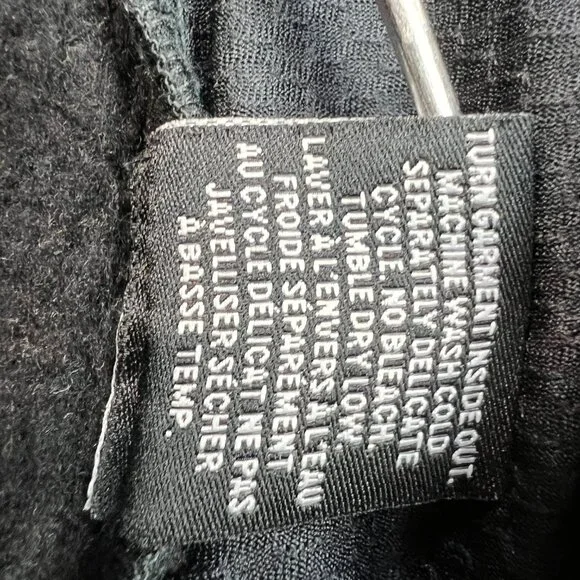 TURN GARMENT INSIDE OUT.
MACHINE WASH COLD
SEPARATELY DELICATE
CYCLE. NO BLEACH.
TUMBLE DRY LOW.
LAVER À L'ENVERS À L'EAU
FROIDE SÉPARÉMENT
AU CYCLE DÉLICAT NE PAS
JAVELLISER SÉCHER
À BASSE TEMP.